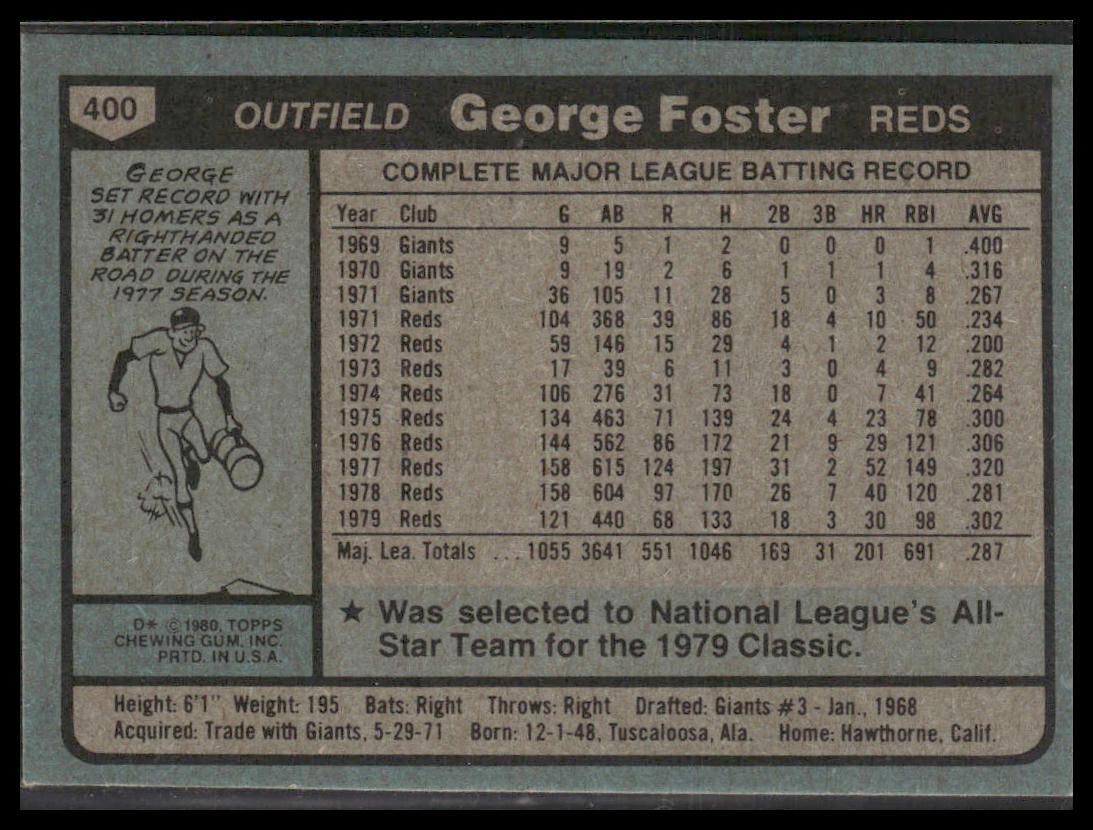 400 OUTFIELD George Foster REDS
GEORGE
SET RECORD WITH
31 HOMERS AS A
RIGHTHANDED
BATTER ON THE
ROAD DURING THE
1977 SEASON.
D* ©1980, TOPPS
CHEWING GUM, INC.
PRTD. IN U.S.A.
COMPLETE MAJOR LEAGUE BATTING RECORD
Year Club G AB R H 2B 3B HR RBI AVG
1969 Giants 9 5 1 2 0 0 0 1 .400
1970 Giants 9 19 2 6 1 1 1 4 .316
1971 Giants 36 105 11 28 5 0 3 8 .267
1971 Reds 104 368 39 86 18 4 10 50 .234
1972 Reds 59 146 15 29 4 1 2 12 .200
1973 Reds 17 39 6 11 3 0 4 9 .282
1974 Reds 106 276 31 73 18 0 7 41 .264
1975 Reds 134 463 71 139 24 4 23 78 .300
1976 Reds 144 562 86 172 21 9 29 121 .306
1977 Reds 158 615 124 197 31 2 52 149 .320
1978 Reds 158 604 97 170 26 7 40 120 .281
1979 Reds 121 440 68 133 18 3 30 98 .302
Maj. Lea. Totals ... 1055 3641 551 1046 169 31 201 691 .287
★ Was selected to National League's All-
Star Team for the 1979 Classic.
Height: 6'1" Weight: 195 Bats: Right Throws: Right Drafted: Giants #3 - Jan., 1968
Acquired: Trade with Giants, 5-29-71 Born: 12-1-48, Tuscaloosa, Ala. Home: Hawthorne, Calif.